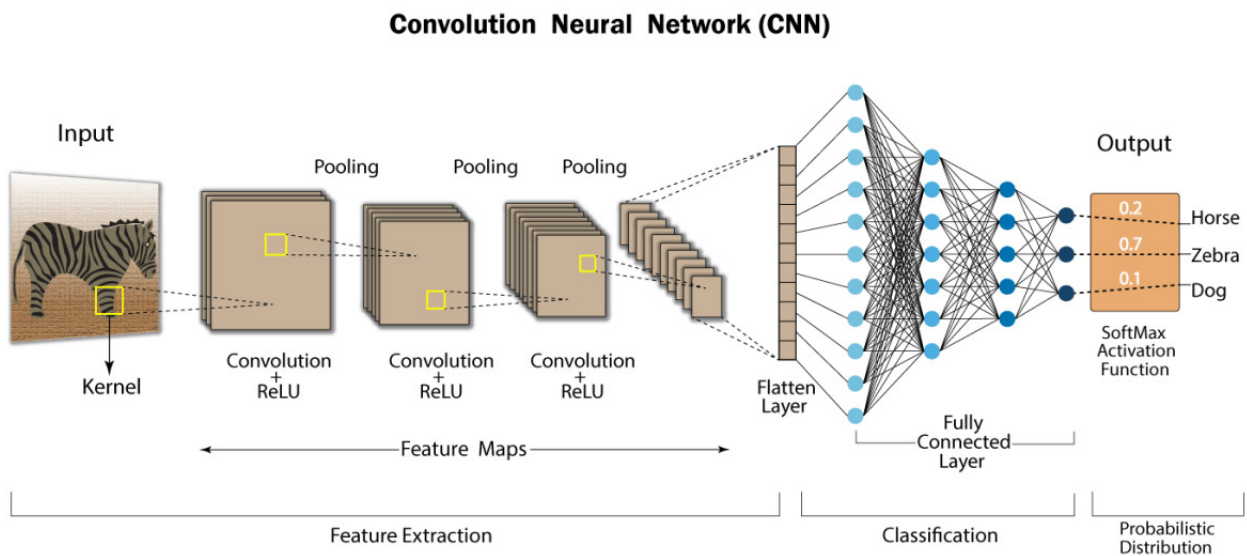 Convolution Neural Network (CNN)
Input
Kernel
Pooling
Pooling
Pooling
Convolution
+
ReLU
Convolution
+
ReLU
Convolution
+
ReLU
Feature Maps
Flatten
Layer
Fully
Connected
Layer
Output
0.2
Horse
0.7
Zebra
0.1
Dog
SoftMax
Activation
Function
Feature Extraction
Classification
Probabilistic
Distribution